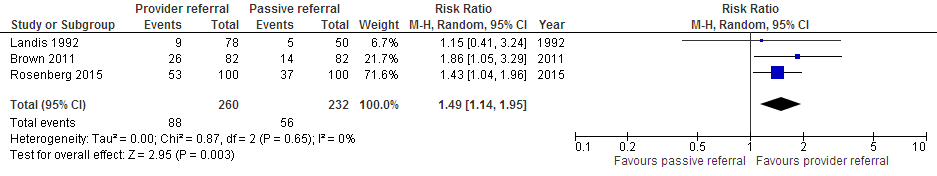 Provider referral Passive referral Risk Ratio Risk Ratio
Study or Subgroup Events Total Events Total Weight M-H, Random, 95% CI Year M-H, Random, 95% CI
Landis 1992 9 78 5 50 6.7% 1.15 [0.41, 3.24] 1992
Brown 2011 26 82 14 82 21.7% 1.86 [1.05, 3.29] 2011
Rosenberg 2015 53 100 37 100 71.6% 1.43 [1.04, 1.96] 2015
Total (95% CI) 260 232 100.0% 1.49 [1.14, 1.95]
Total events 88 56
Heterogeneity: Tau² = 0.00; Chi² = 0.87, df = 2 (P = 0.65); I² = 0%
Test for overall effect: Z = 2.95 (P = 0.003)
0.1 0.2 0.5 1 2 5 10
Favours passive referral Favours provider referral